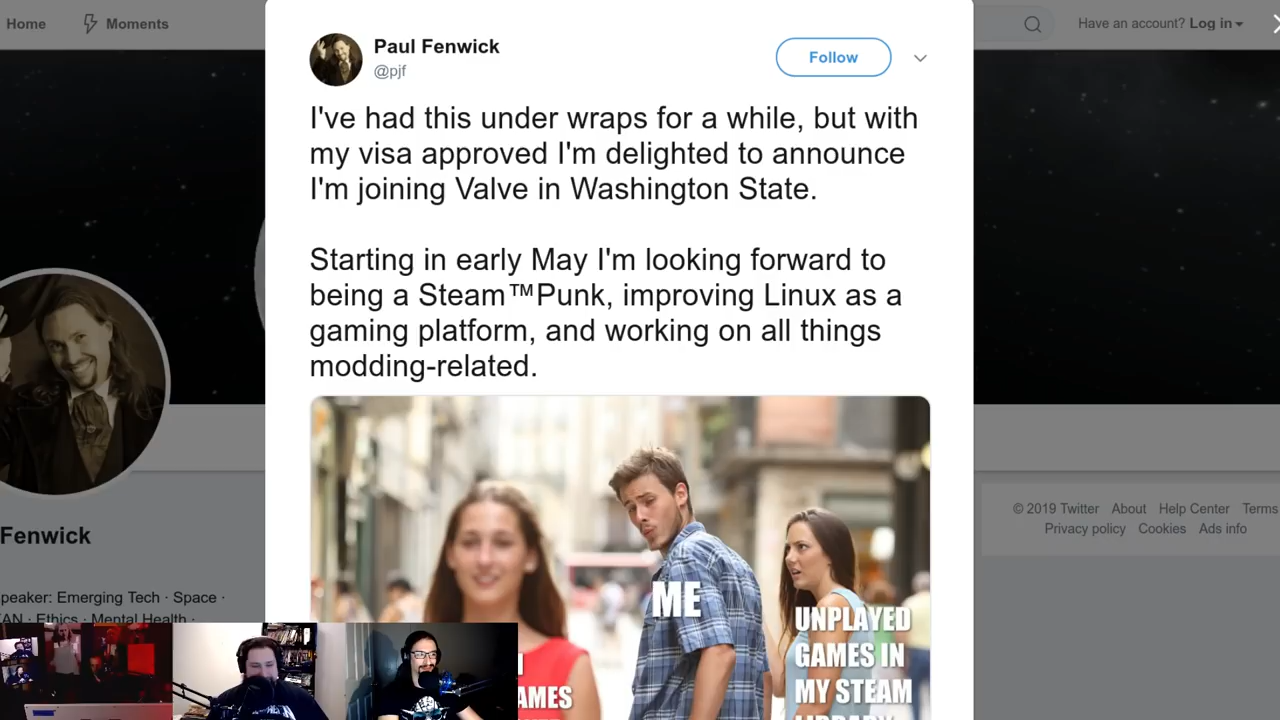 Home
Moments
Have an account? Log in
Paul Fenwick
@pjf
Follow
I've had this under wraps for a while, but with
my visa approved I'm delighted to announce
I'm joining Valve in Washington State.
Starting in early May I'm looking forward to
being a Steam™Punk, improving Linux as a
gaming platform, and working on all things
modding-related.
ME
UNPLAYED
GAMES IN
MY STEAM
LIBRARY
Fenwick
peaker: Emerging Tech · Space ·
AN · Ethics · Mental Health ·
© 2019 Twitter About Help Center Terms
Privacy policy Cookies Ads info